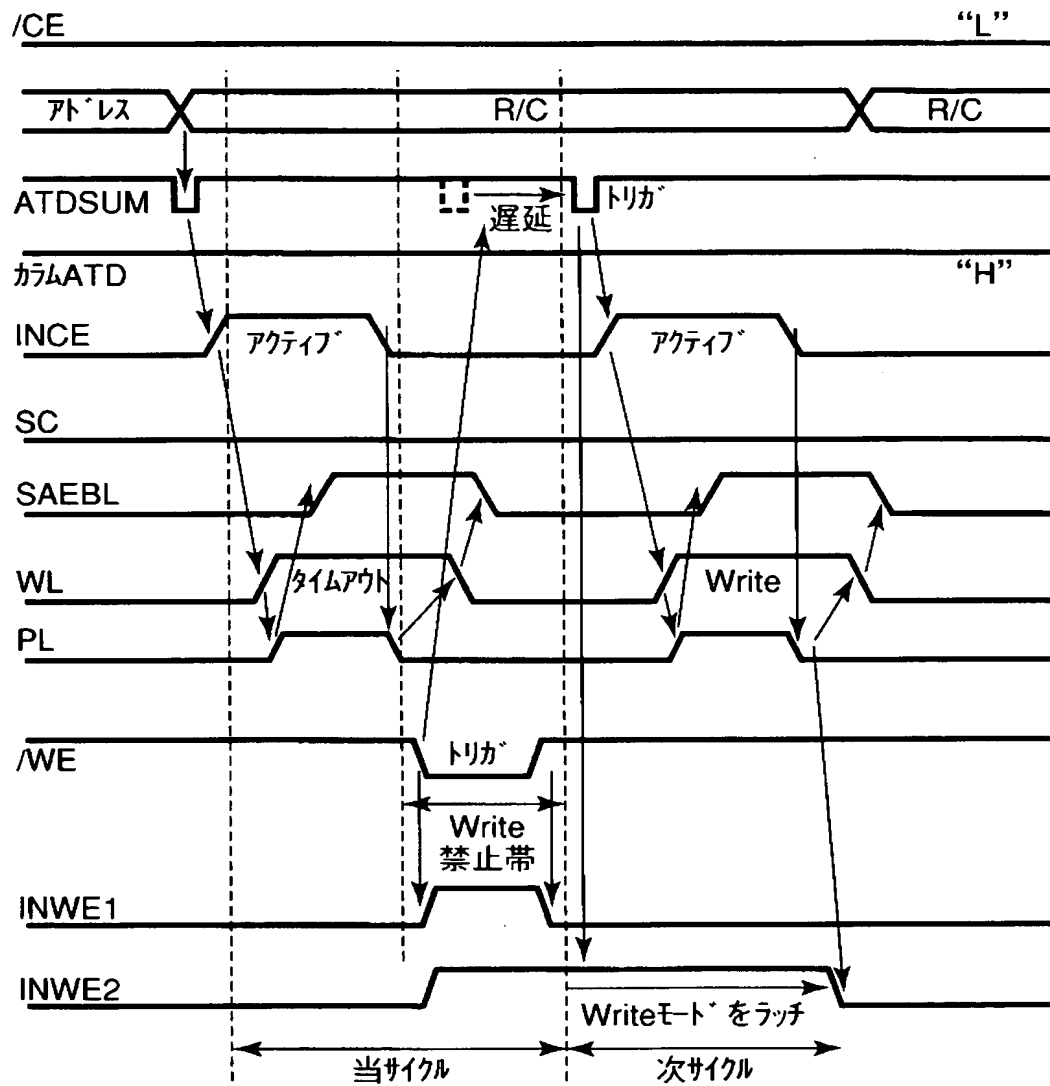 /CE “L”
アドレス R/C R/C
ATDSUM トリガ
遅延
カラムATD “H”
INCE アクティブ アクティブ
SC
SAEBL
WL タイムアウト Write
PL
/WE トリガ
Write
禁止帯
INWE1
INWE2
Writeモードをラッチ
当サイクル 次サイクル